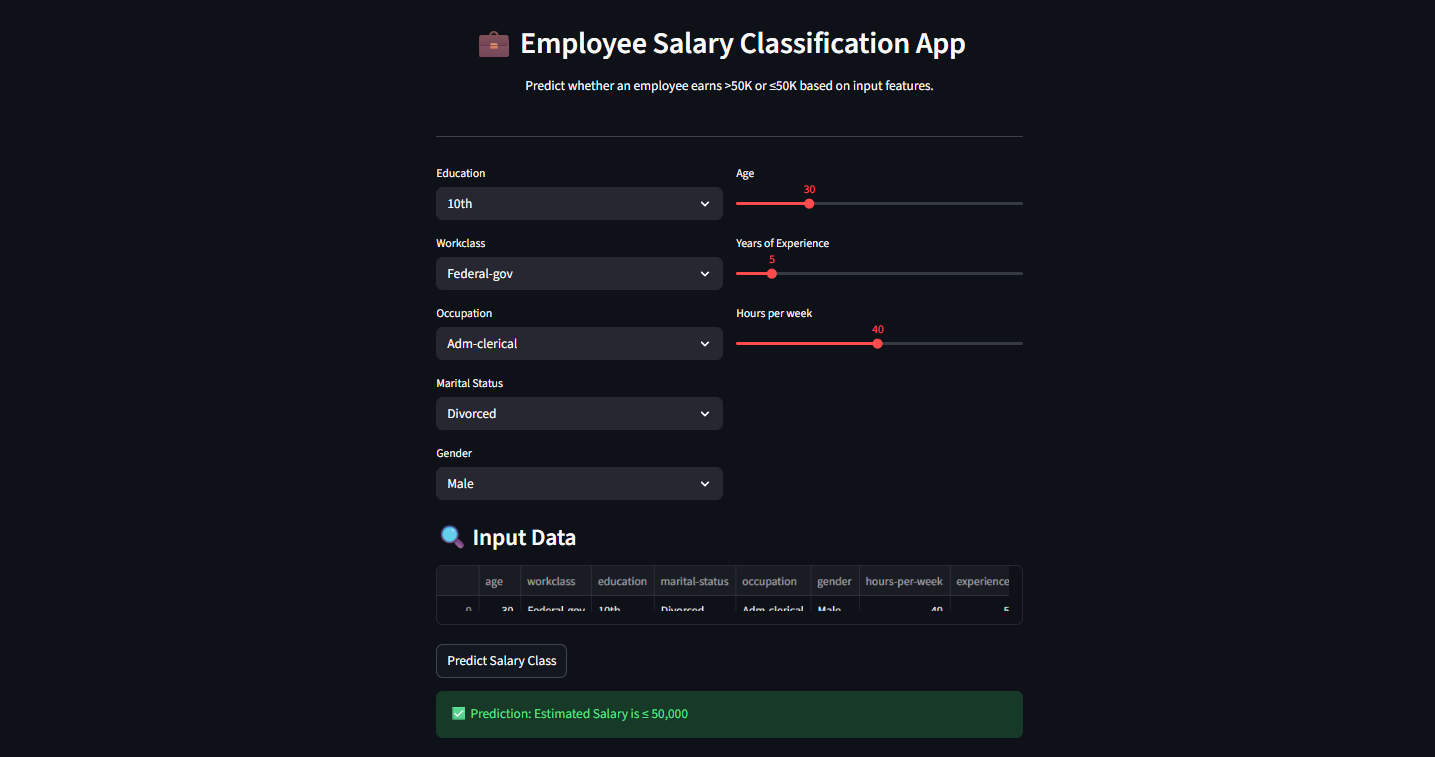 Employee Salary Classification App
Predict whether an employee earns >50K or ≤50K based on input features.
Education
10th
Workclass
Federal-gov
Occupation
Adm-clerical
Marital Status
Divorced
Gender
Male
Age
30
Years of Experience
5
Hours per week
40
Input Data
age workclass education marital-status occupation gender hours-per-week experience
0 30 Federal-gov 10th Divorced Adm-clerical Male 40 5
Predict Salary Class
Prediction: Estimated Salary is ≤ 50,000